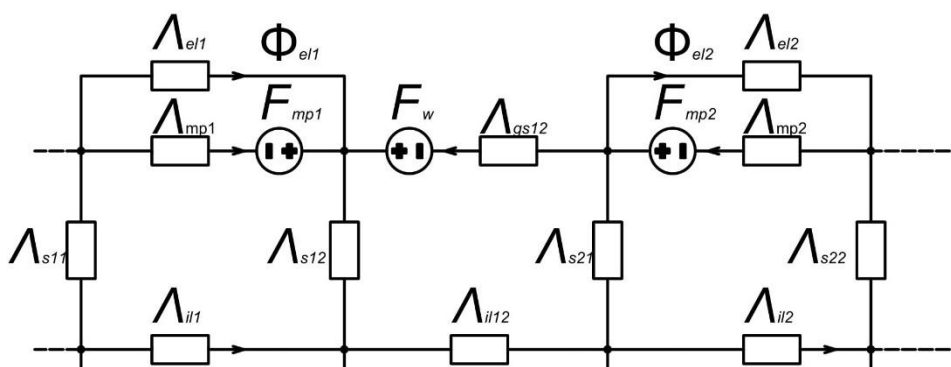 Λel1 Φel1 Φel2 Λel2
Λmp1 Fmp1 Fw Λgs12 Fmp2 Λmp2
Λs11 Λs12 Λs21 Λs22
Λil1 Λil12 Λil2